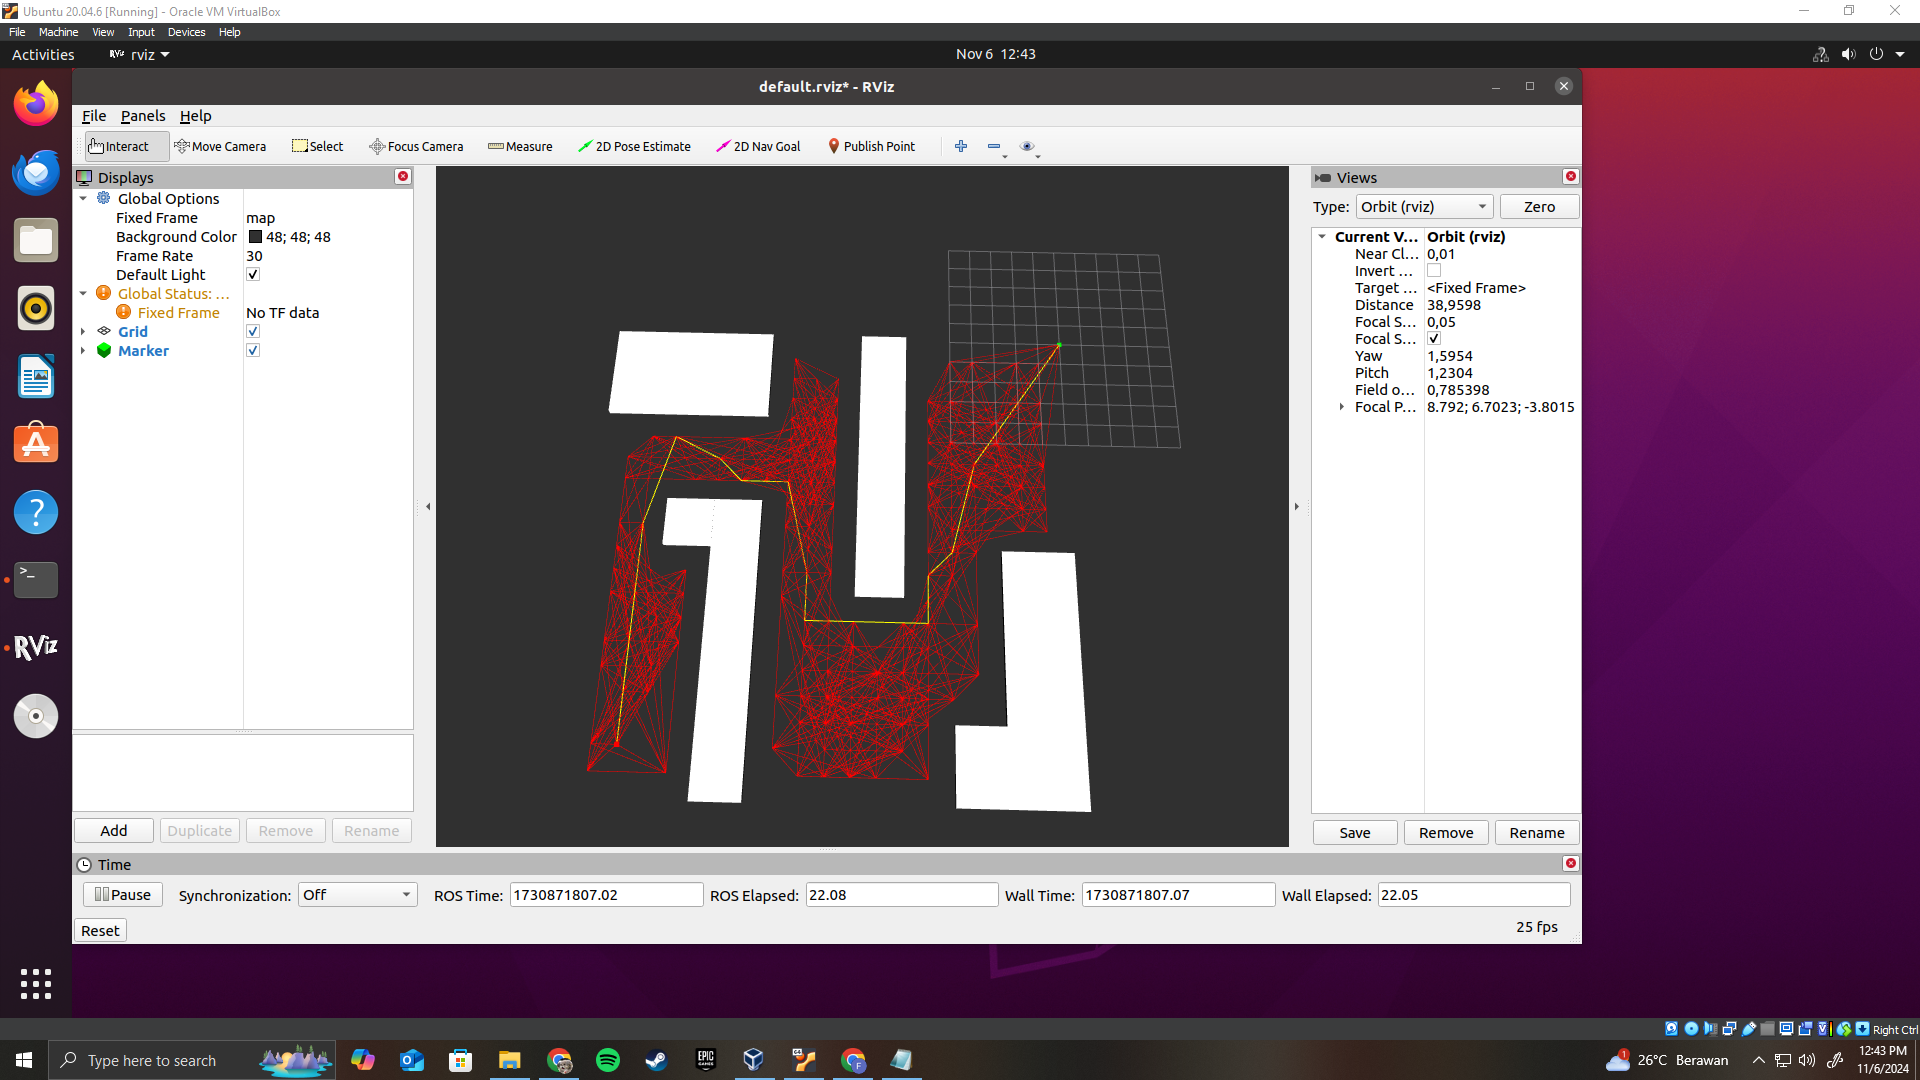 Ubuntu 20.04.6 [Running] - Oracle VM VirtualBox
File Machine View Input Devices Help
Activities RViz rviz Nov 6 12:43
default.rviz* - RViz
File Panels Help
Interact Move Camera Select Focus Camera Measure 2D Pose Estimate 2D Nav Goal Publish Point
Displays
Global Options
Fixed Frame map
Background Color 48; 48; 48
Frame Rate 30
Default Light
Global Status: ...
Fixed Frame No TF data
Grid
Marker
Add Duplicate Remove Rename
Views
Type: Orbit (rviz) Zero
Current V... Orbit (rviz)
Near Cl... 0,01
Invert ...
Target ... <Fixed Frame>
Distance 38,9598
Focal S... 0,05
Focal S...
Yaw 1,5954
Pitch 1,2304
Field o... 0,785398
Focal P... 8.792; 6.7023; -3.8015
Save Remove Rename
RViz
Time
Pause Synchronization: Off ROS Time: 1730871807.02 ROS Elapsed: 22.08 Wall Time: 1730871807.07 Wall Elapsed: 22.05
Reset 25 fps
Right Ctrl
Type here to search EPIC GAMES 26°C Berawan 12:43 PM
11/6/2024